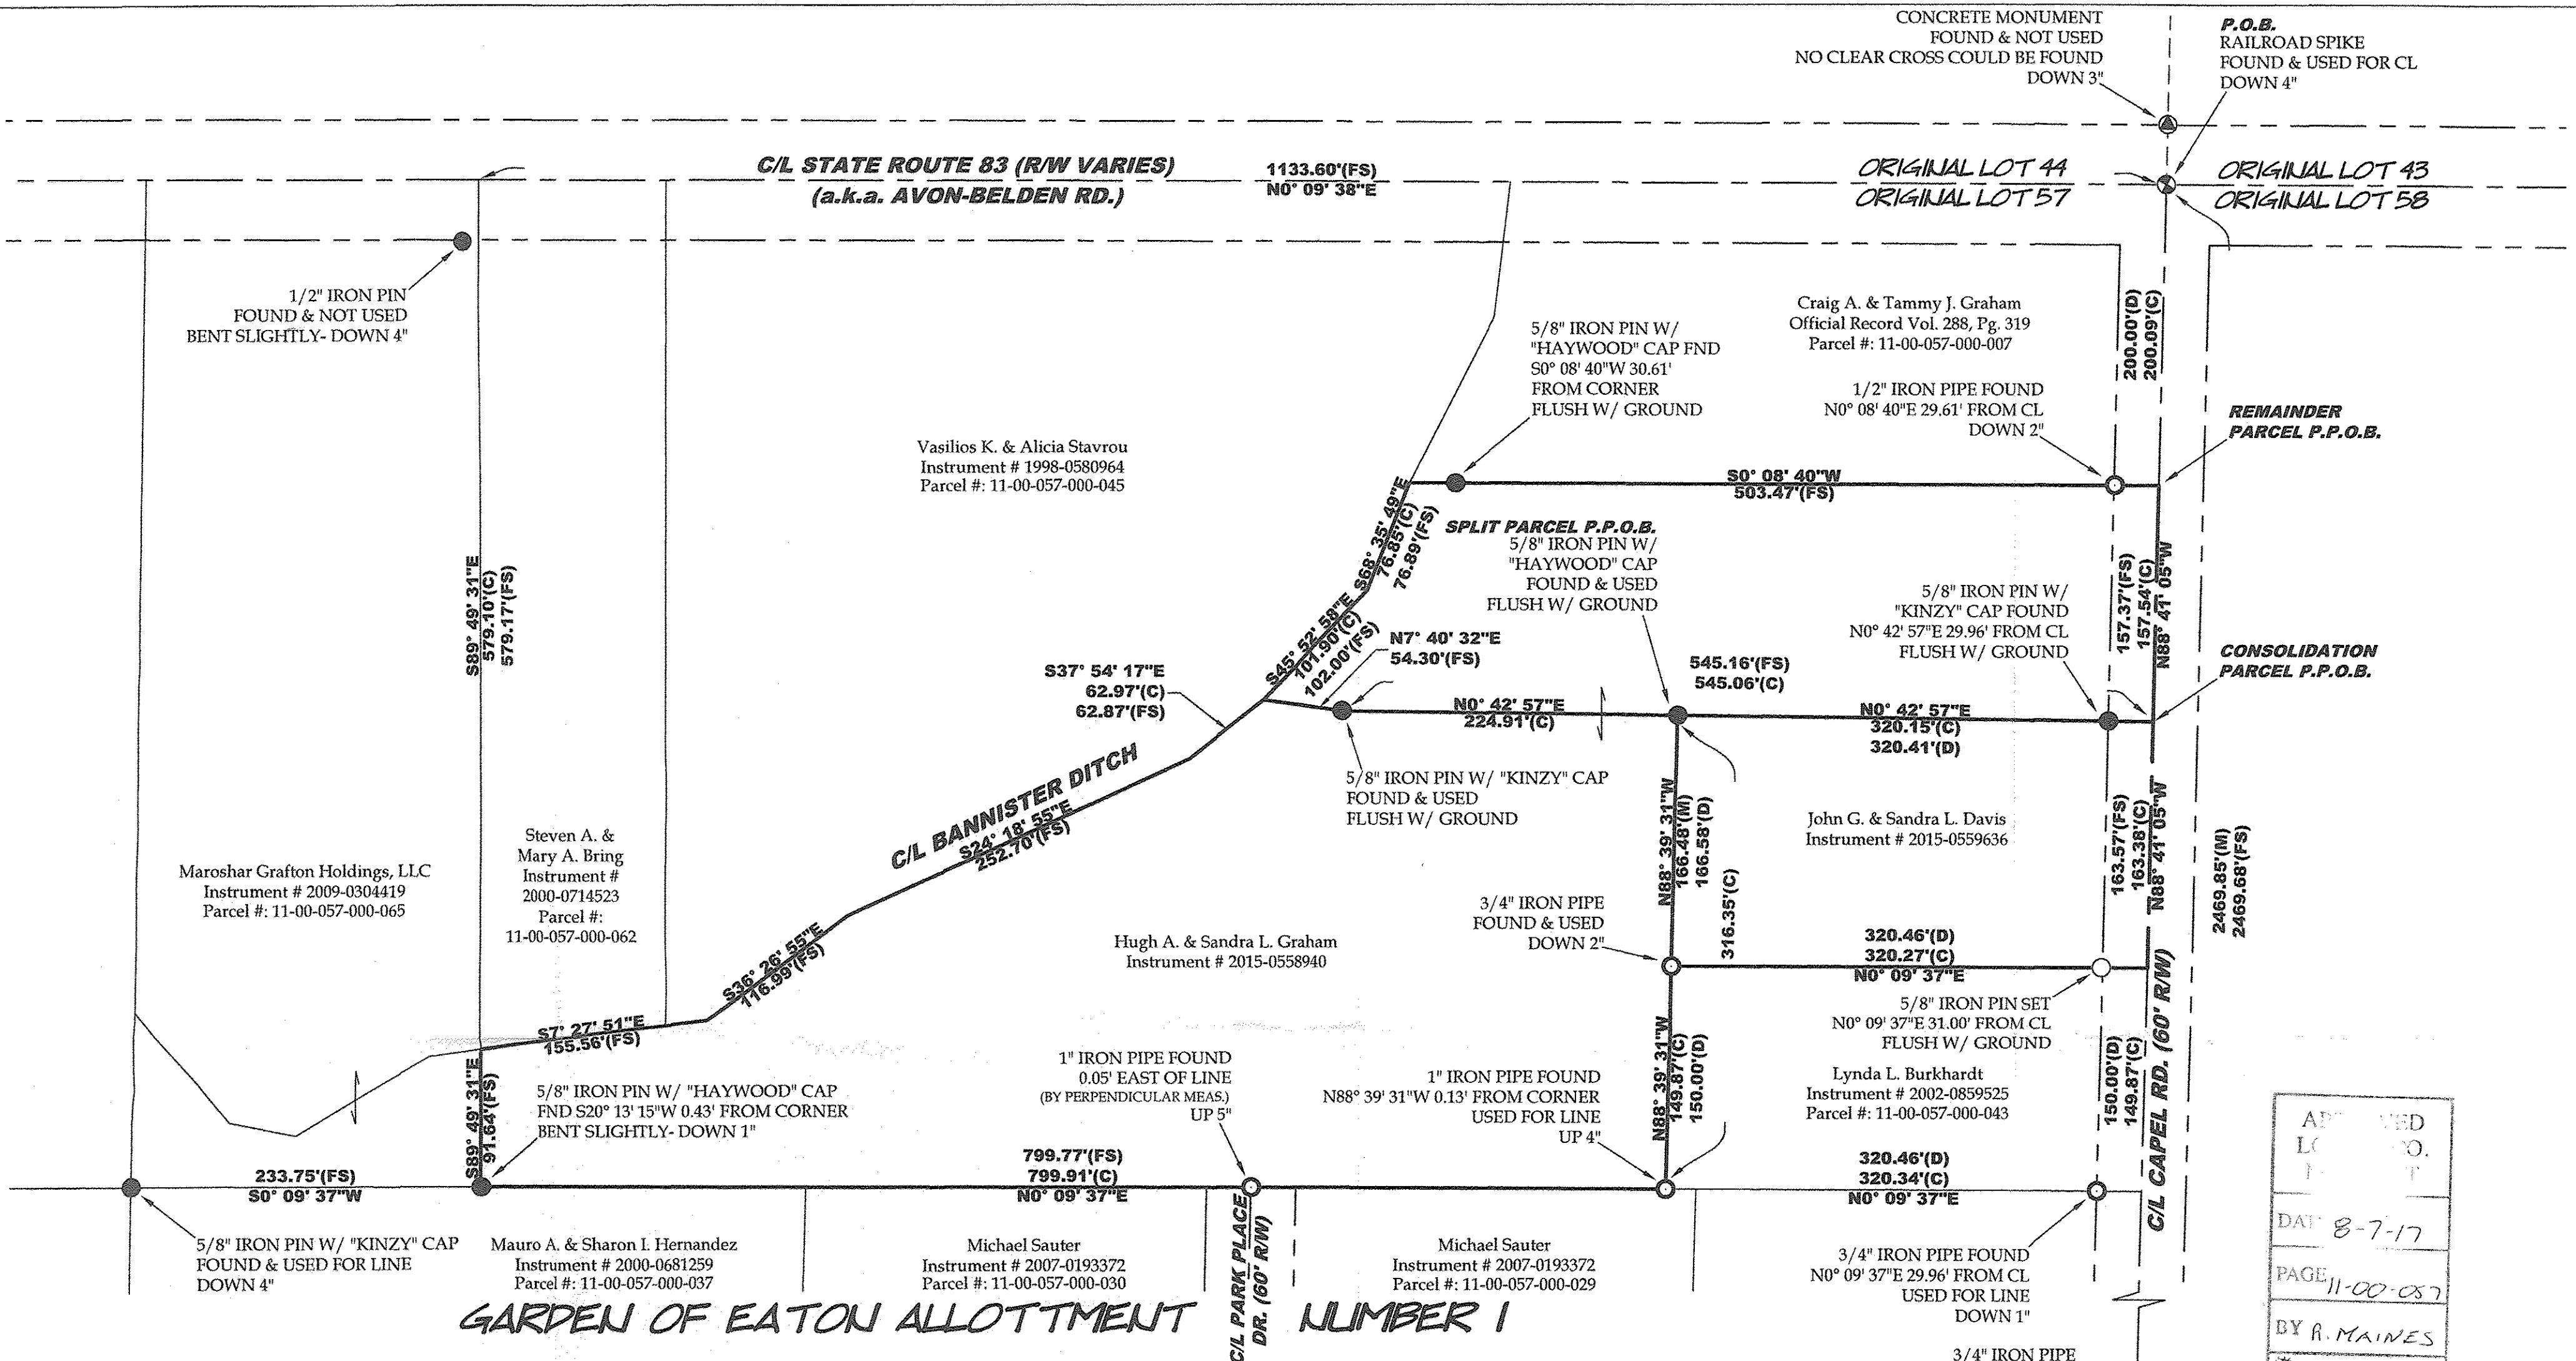 CONCRETE MONUMENT
FOUND & NOT USED
NO CLEAR CROSS COULD BE FOUND
DOWN 3"
P.O.B.
RAILROAD SPIKE
FOUND & USED FOR CL
DOWN 4"
C/L STATE ROUTE 83 (R/W VARIES)
(a.k.a. AVON-BELDEN RD.)
1133.60'(FS)
N0° 09' 38"E
ORIGINAL LOT 44
ORIGINAL LOT 57
ORIGINAL LOT 43
ORIGINAL LOT 58
1/2" IRON PIN
FOUND & NOT USED
BENT SLIGHTLY- DOWN 4"
5/8" IRON PIN W/
"HAYWOOD" CAP FND
S0° 08' 40"W 30.61'
FROM CORNER
FLUSH W/ GROUND
Craig A. & Tammy J. Graham
Official Record Vol. 288, Pg. 319
Parcel #: 11-00-057-000-007
1/2" IRON PIPE FOUND
N0° 08' 40"E 29.61' FROM CL
DOWN 2"
200.00'(D)
200.09'(C)
REMAINDER
PARCEL P.P.O.B.
Vasilios K. & Alicia Stavrou
Instrument # 1998-0580964
Parcel #: 11-00-057-000-045
S0° 08' 40"W
503.47'(FS)
S68° 35' 49"E
76.85'(C)
76.89'(FS)
SPLIT PARCEL P.P.O.B.
5/8" IRON PIN W/
"HAYWOOD" CAP
FOUND & USED
FLUSH W/ GROUND
S89° 49' 31"E
579.10'(C)
579.17'(FS)
157.37'(FS)
157.54'(C)
N88° 41' 05"W
5/8" IRON PIN W/
"KINZY" CAP FOUND
N0° 42' 57"E 29.96' FROM CL
FLUSH W/ GROUND
S45° 52' 58"E
101.90'(C)
102.00'(FS)
N7° 40' 32"E
54.30'(FS)
S37° 54' 17"E
62.97'(C)
62.87'(FS)
545.16'(FS)
545.06'(C)
CONSOLIDATION
PARCEL P.P.O.B.
N0° 42' 57"E
224.91'(C)
N0° 42' 57"E
320.15'(C)
320.41'(D)
C/L BANNISTER DITCH
S24° 18' 55"E
252.70'(FS)
5/8" IRON PIN W/ "KINZY" CAP
FOUND & USED
FLUSH W/ GROUND
N88° 39' 31"W
166.48'(M)
166.58'(D)
316.35'(C)
John G. & Sandra L. Davis
Instrument # 2015-0559636
163.57'(FS)
163.38'(C)
N88° 41' 05"W
2469.85'(M)
2469.68'(FS)
Maroshar Grafton Holdings, LLC
Instrument # 2009-0304419
Parcel #: 11-00-057-000-065
Steven A. &
Mary A. Bring
Instrument #
2000-0714523
Parcel #:
11-00-057-000-062
3/4" IRON PIPE
FOUND & USED
DOWN 2"
Hugh A. & Sandra L. Graham
Instrument # 2015-0558940
S36° 26' 55"E
116.99'(FS)
320.46'(D)
320.27'(C)
N0° 09' 37"E
5/8" IRON PIN SET
N0° 09' 37"E 31.00' FROM CL
FLUSH W/ GROUND
S7° 27' 51"E
155.56'(FS)
S89° 49' 31"E
91.64'(FS)
5/8" IRON PIN W/ "HAYWOOD" CAP
FND S20° 13' 15"W 0.43' FROM CORNER
BENT SLIGHTLY- DOWN 1"
1" IRON PIPE FOUND
0.05' EAST OF LINE
(BY PERPENDICULAR MEAS.)
UP 5"
1" IRON PIPE FOUND
N88° 39' 31"W 0.13' FROM CORNER
USED FOR LINE
UP 4"
N88° 39' 31"W
149.87'(C)
150.00'(D)
Lynda L. Burkhardt
Instrument # 2002-0859525
Parcel #: 11-00-057-000-043
150.00'(D)
149.87'(C)
C/L CAPEL RD. (60' R/W)
233.75'(FS)
S0° 09' 37"W
799.77'(FS)
799.91'(C)
N0° 09' 37"E
320.46'(D)
320.34'(C)
N0° 09' 37"E
5/8" IRON PIN W/ "KINZY" CAP
FOUND & USED FOR LINE
DOWN 4"
Mauro A. & Sharon I. Hernandez
Instrument # 2000-0681259
Parcel #: 11-00-057-000-037
Michael Sauter
Instrument # 2007-0193372
Parcel #: 11-00-057-000-030
C/L PARK PLACE
DR. (60' R/W)
Michael Sauter
Instrument # 2007-0193372
Parcel #: 11-00-057-000-029
3/4" IRON PIPE FOUND
N0° 09' 37"E 29.96' FROM CL
USED FOR LINE
DOWN 1"
GARDEN OF EATON ALLOTTMENT NUMBER 1
3/4" IRON PIPE
8-7-17
PAGE 11-00-057
BY R. MAINES